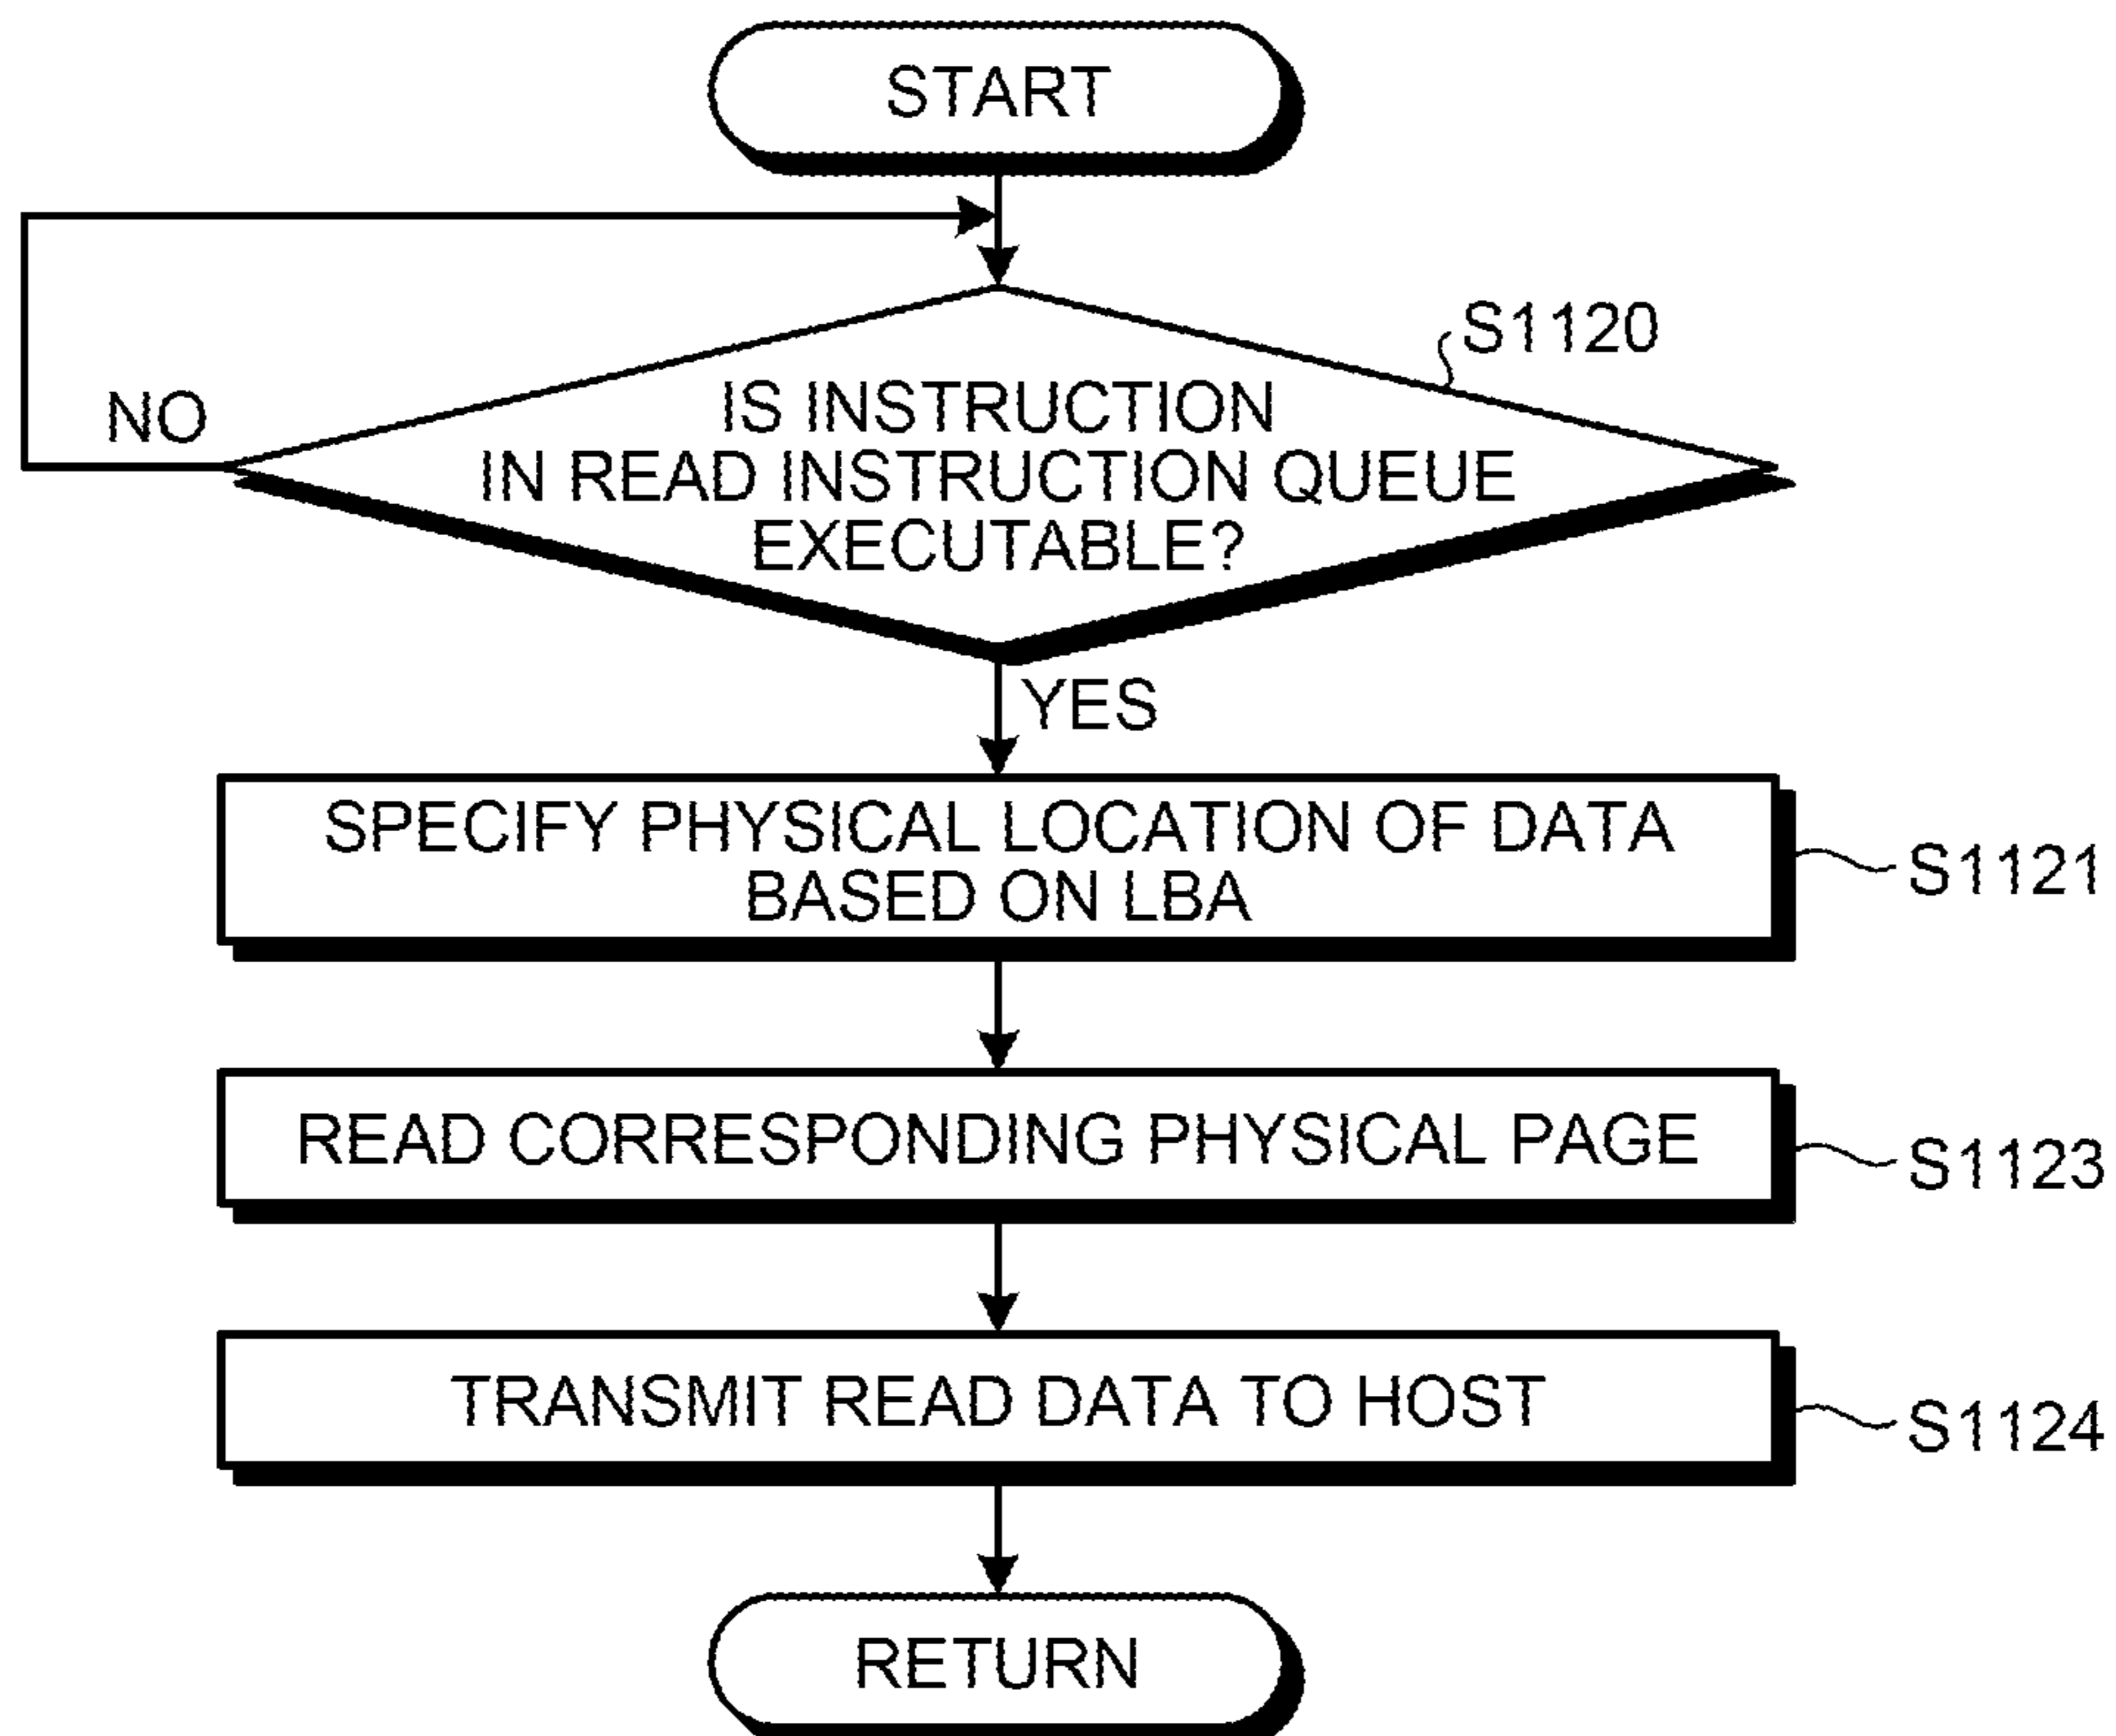 START
S1120
NO
IS INSTRUCTION
IN READ INSTRUCTION QUEUE
EXECUTABLE?
YES
SPECIFY PHYSICAL LOCATION OF DATA
BASED ON LBA
S1121
READ CORRESPONDING PHYSICAL PAGE
S1123
TRANSMIT READ DATA TO HOST
S1124
RETURN